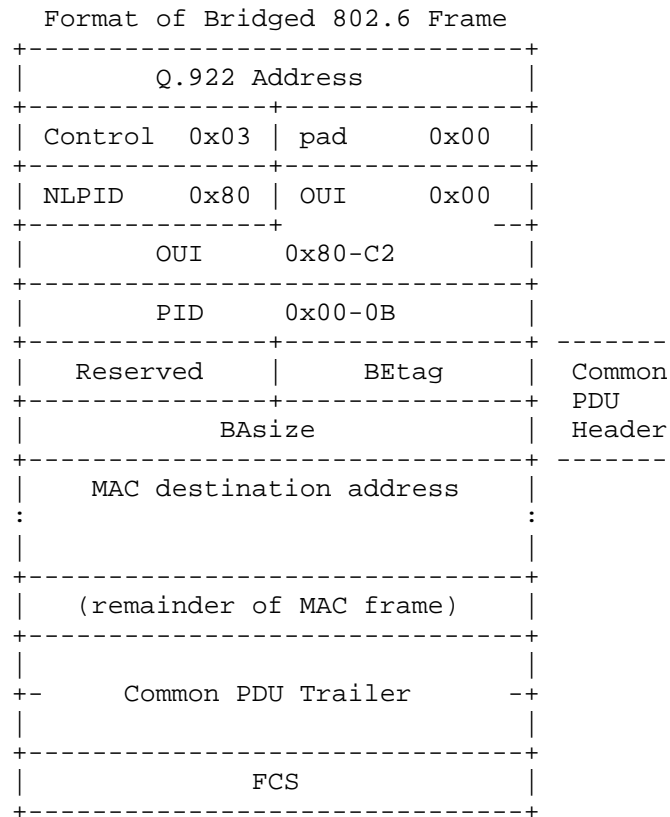 Format of Bridged 802.6 Frame
+-------------------------------+
|        Q.922 Address          |
+---------------+---------------+
| Control  0x03 | pad      0x00 |
+---------------+---------------+
| NLPID    0x80 | OUI      0x00 |
+---------------+             --+
|        OUI     0x80-C2        |
+-------------------------------+
|        PID     0x00-0B        |
+---------------+---------------+ -------
|   Reserved    |     BEtag     |  Common
+---------------+---------------+  PDU
|            BAsize             |  Header
+-------------------------------+ -------
|    MAC destination address    |
:                               :
|                               |
+-------------------------------+
|   (remainder of MAC frame)    |
+-------------------------------+
|                               |
+-     Common PDU Trailer      -+
|                               |
+-------------------------------+
|              FCS              |
+-------------------------------+